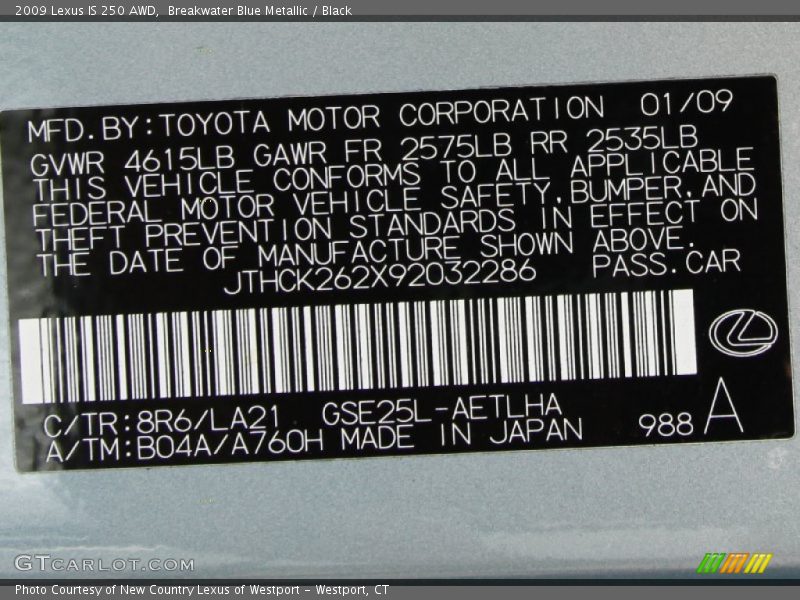 2009 Lexus IS 250 AWD,  Breakwater Blue Metallic / Black
MFD.BY:TOYOTA MOTOR CORPORATION 01/09
GVWR 4615LB GAWR FR 2575LB RR 2535LB
THIS VEHICLE CONFORMS TO ALL APPLICABLE
FEDERAL MOTOR VEHICLE SAFETY,BUMPER,AND
THEFT PREVENTION STANDARDS IN EFFECT ON
THE DATE OF MANUFACTURE SHOWN ABOVE.
JTHCK262X92032286 PASS.CAR
C/TR:8R6/LA21 GSE25L-AETLHA
A/TM:B04A/A760H MADE IN JAPAN 988 A
GTCARLOT.COM
Photo Courtesy of New Country Lexus of Westport - Westport, CT